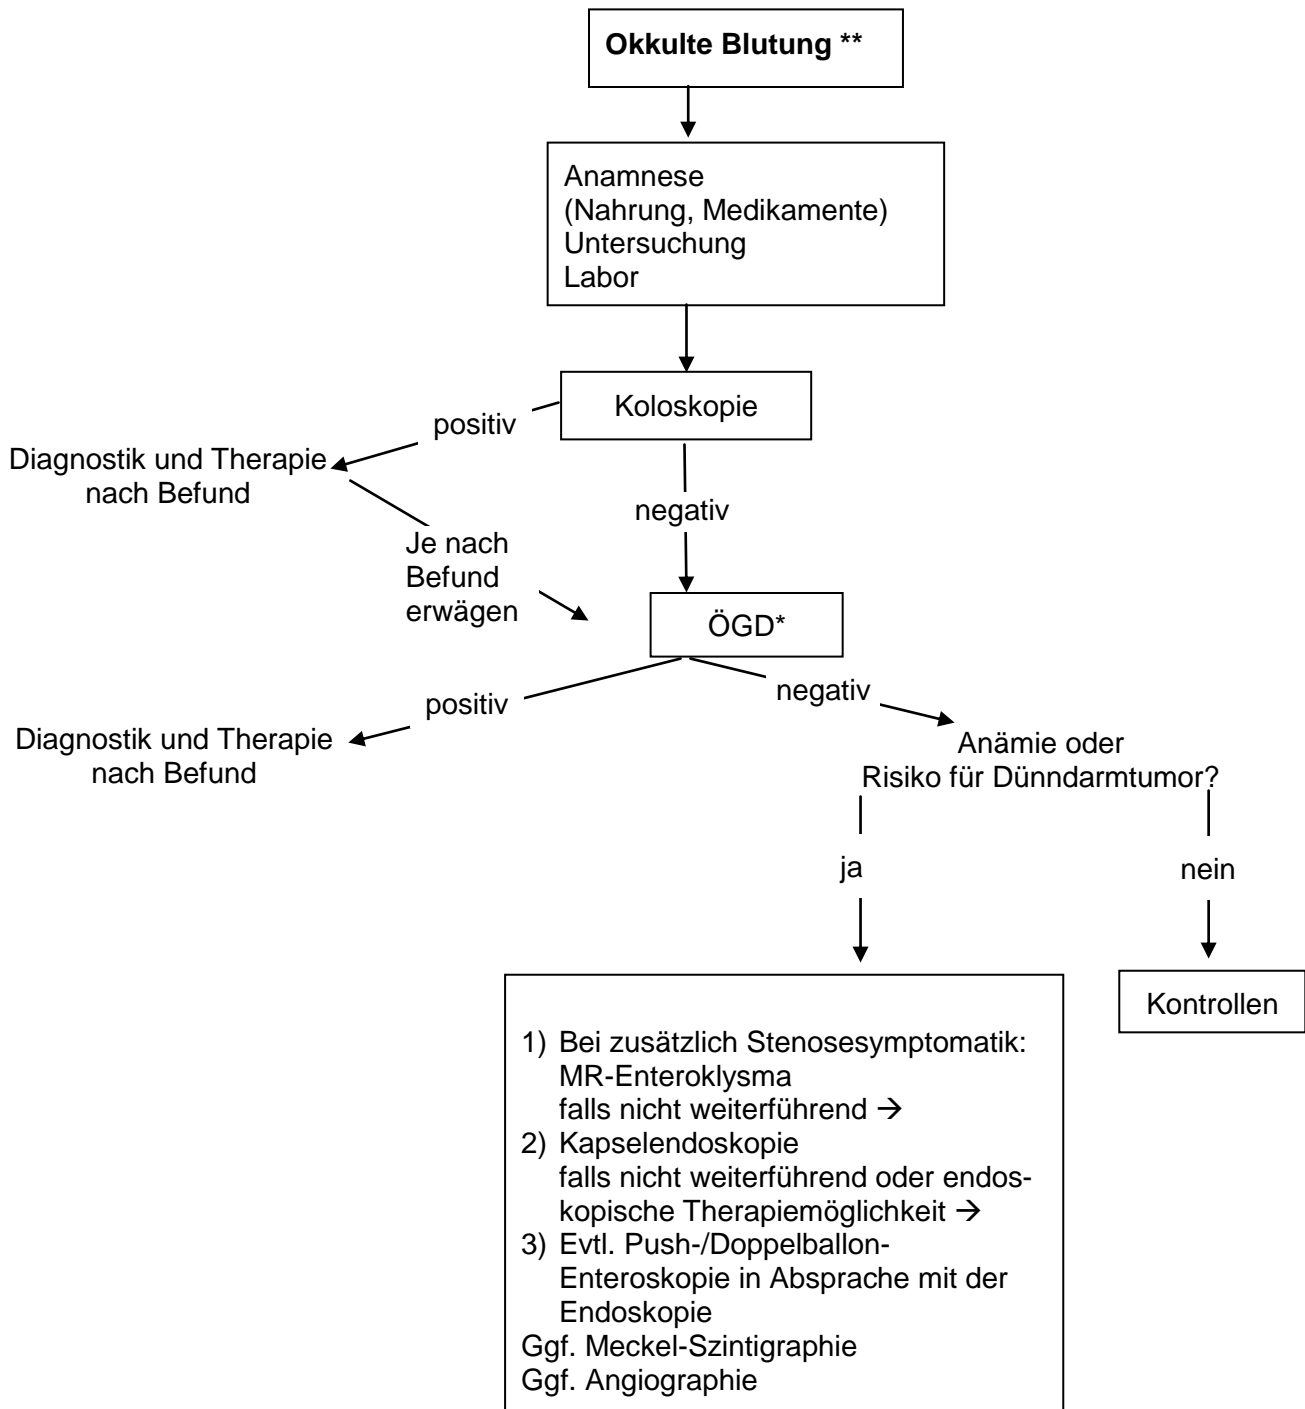 Okkulte Blutung **
Anamnese
(Nahrung, Medikamente)
Untersuchung
Labor
Koloskopie
positiv
Diagnostik und Therapie
nach Befund
negativ
Je nach
Befund
erwägen
ÖGD*
positiv
negativ
Diagnostik und Therapie
nach Befund
Anämie oder
Risiko für Dünndarmtumor?
ja
nein
Kontrollen
1) Bei zusätzlich Stenosesymptomatik:
MR-Enteroklysma
falls nicht weiterführend →
2) Kapselendoskopie
falls nicht weiterführend oder endos-
kopische Therapiemöglichkeit →
3) Evtl. Push-/Doppelballon-
Enteroskopie in Absprache mit der
Endoskopie
Ggf. Meckel-Szintigraphie
Ggf. Angiographie